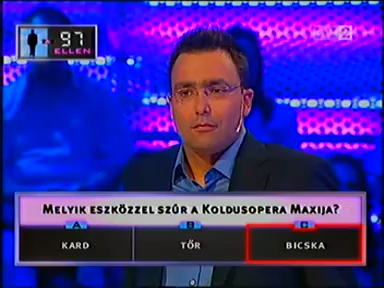 97
ELLEN
MELYIK ESZKÖZZEL SZÚR A KOLDUSOPERA MAXIJA?
A B C
KARD TŐR BICSKA